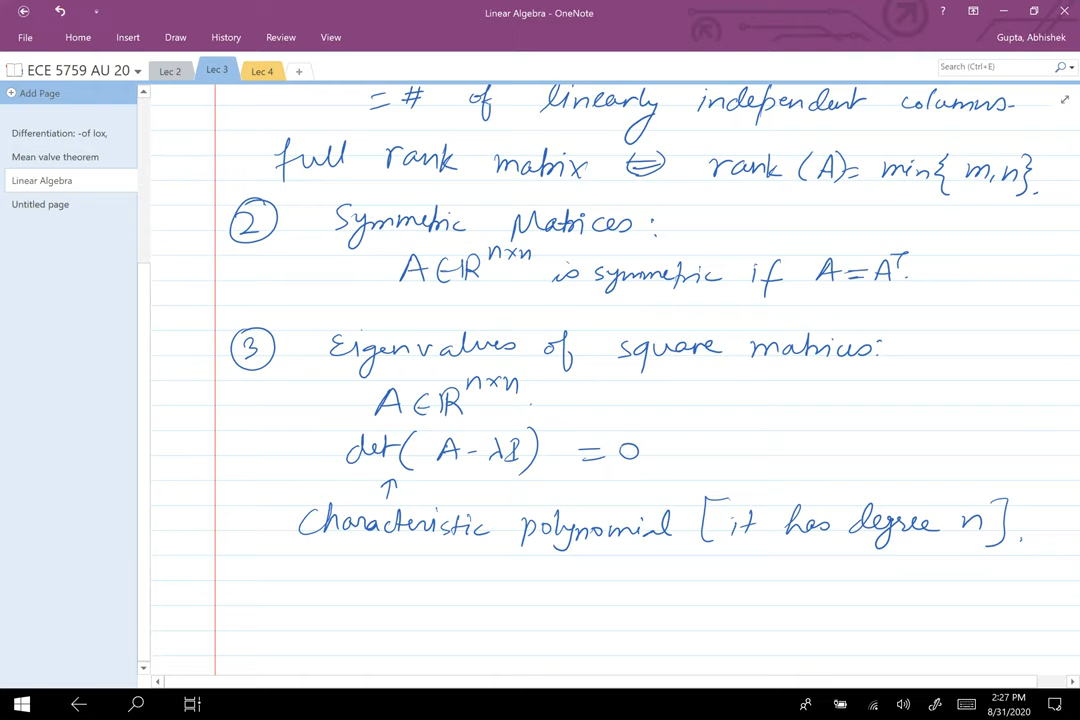 Linear Algebra - OneNote
?
File Home Insert Draw History Review View
Gupta, Abhishek
ECE 5759 AU 20 Lec 2 Lec 3 Lec 4 +
Search (Ctrl+E)
Add Page
Differentiation: -of lox,
Mean valve theorem
Linear Algebra
Untitled page
= # of linearly independent columns.
full rank matrix ⇔ rank (A) = min{ m, n}.
② Symmetric Matrices:
A ∈ ℝ^{n×n} is symmetric if A = Aᵀ.
③ Eigenvalues of square matrices:
A ∈ ℝ^{n×n}.
det( A - λI ) = 0
↑
Characteristic polynomial [it has degree n].
2:27 PM
8/31/2020